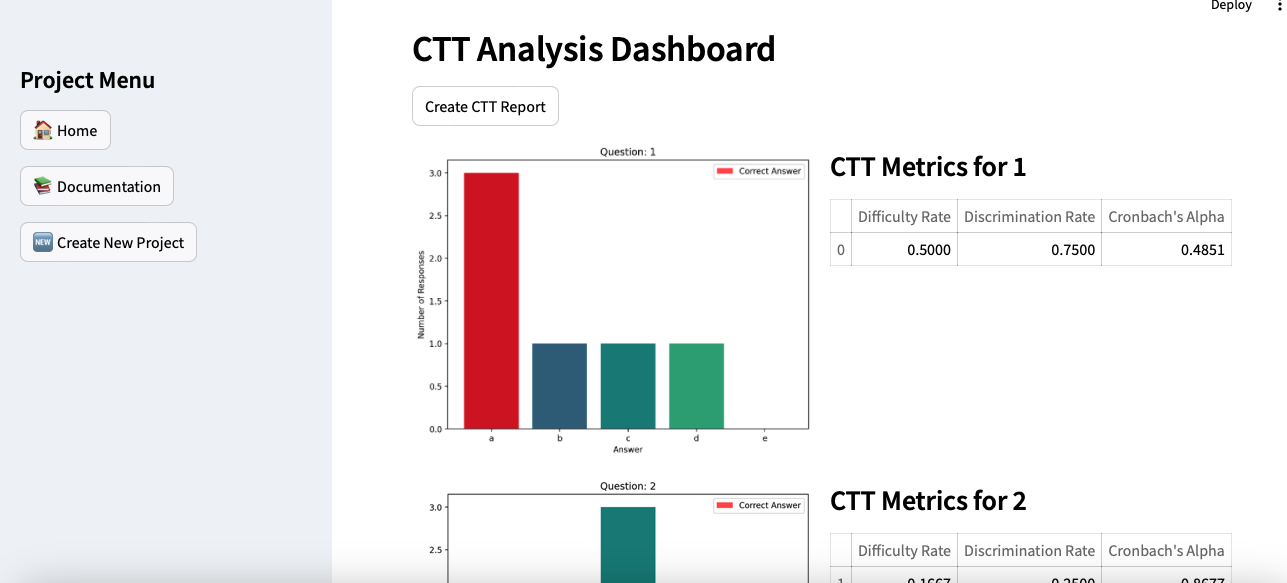 Deploy
CTT Analysis Dashboard
Project Menu
Home
Documentation
NEW Create New Project
Create CTT Report
Question: 1
Correct Answer
3.0
2.5
2.0
1.5
1.0
0.5
0.0
Number of Responses
a b c d e
Answer
CTT Metrics for 1
Difficulty Rate Discrimination Rate Cronbach's Alpha
0 0.5000 0.7500 0.4851
Question: 2
Correct Answer
3.0
2.5
CTT Metrics for 2
Difficulty Rate Discrimination Rate Cronbach's Alpha
1 0.1667 0.2500 0.8677